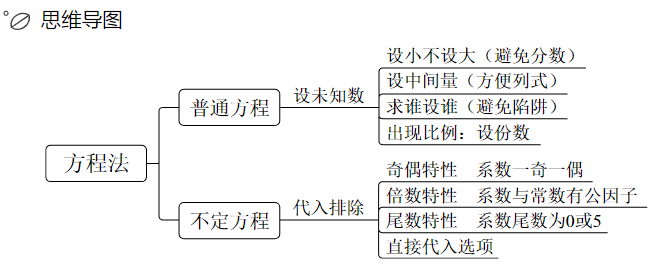 思维导图
方程法
普通方程
设未知数
设小不设大（避免分数）
设中间量（方便列式）
求谁设谁（避免陷阱）
出现比例：设份数
不定方程
代入排除
奇偶特性 系数一奇一偶
倍数特性 系数与常数有公因子
尾数特性 系数尾数为0或5
直接代入选项